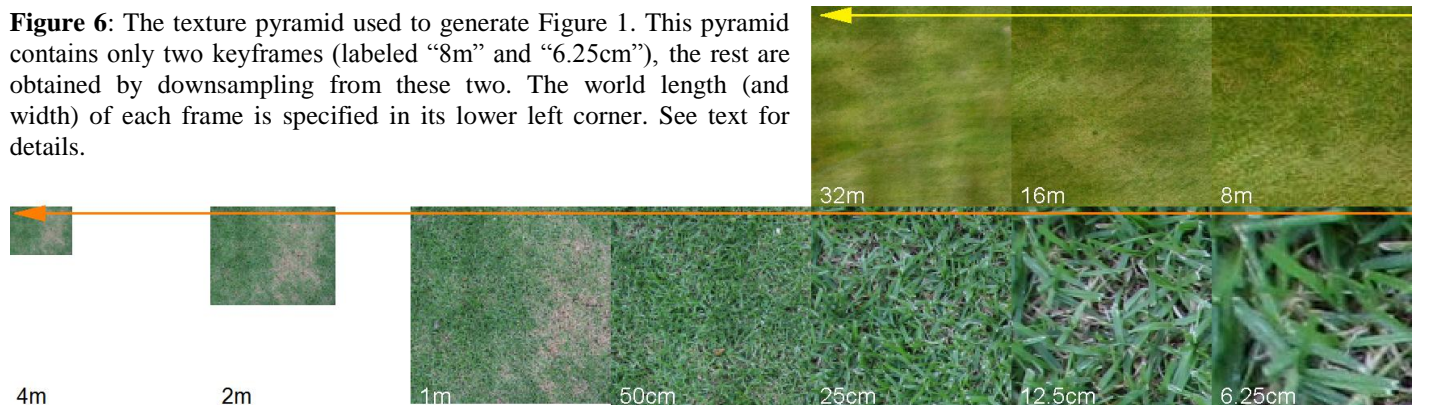 Figure 6: The texture pyramid used to generate Figure 1. This pyramid
contains only two keyframes (labeled “8m” and “6.25cm”), the rest are
obtained by downsampling from these two. The world length (and
width) of each frame is specified in its lower left corner. See text for
details.
32m 16m 8m
4m 2m 1m 50cm 25cm 12.5cm 6.25cm